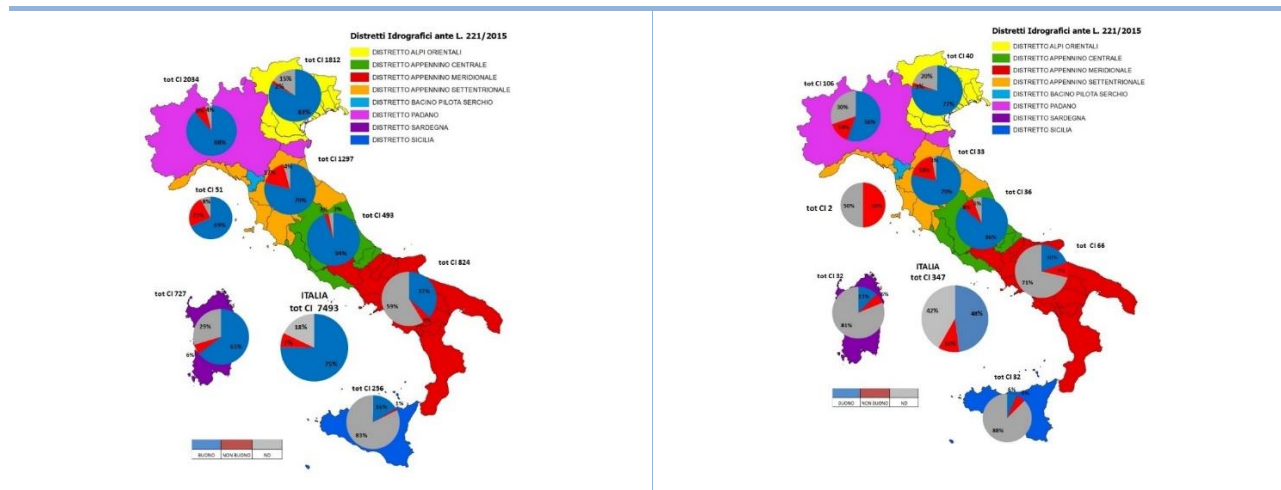 Distretti Idrografici ante L. 221/2015
DISTRETTO ALPI ORIENTALI
DISTRETTO APPENNINO CENTRALE
DISTRETTO APPENNINO MERIDIONALE
DISTRETTO APPENNINO SETTENTRIONALE
DISTRETTO BACINO PILOTA SERCHIO
DISTRETTO PADANO
DISTRETTO SARDEGNA
DISTRETTO SICILIA
tot CI 1812
15%
tot CI 2034
88%
tot CI 1297
79%
tot CI 51
69%
tot CI 493
94%
tot CI 824
37%
59%
tot CI 727
29%
65%
6%
ITALIA
tot CI 7493
18%
75%
tot CI 256
1%
83%
BUONO NON BUONO ND
Distretti Idrografici ante L. 221/2015
DISTRETTO ALPI ORIENTALI
DISTRETTO APPENNINO CENTRALE
DISTRETTO APPENNINO MERIDIONALE
DISTRETTO APPENNINO SETTENTRIONALE
DISTRETTO BACINO PILOTA SERCHIO
DISTRETTO PADANO
DISTRETTO SARDEGNA
DISTRETTO SICILIA
tot CI 40
20%
77%
tot CI 106
30%
56%
tot CI 33
79%
tot CI 2
50%
tot CI 36
86%
tot CI 66
71%
tot CI 32
81%
ITALIA
tot CI 347
42%
48%
tot CI 32
6%
88%
BUONO NON BUONO ND